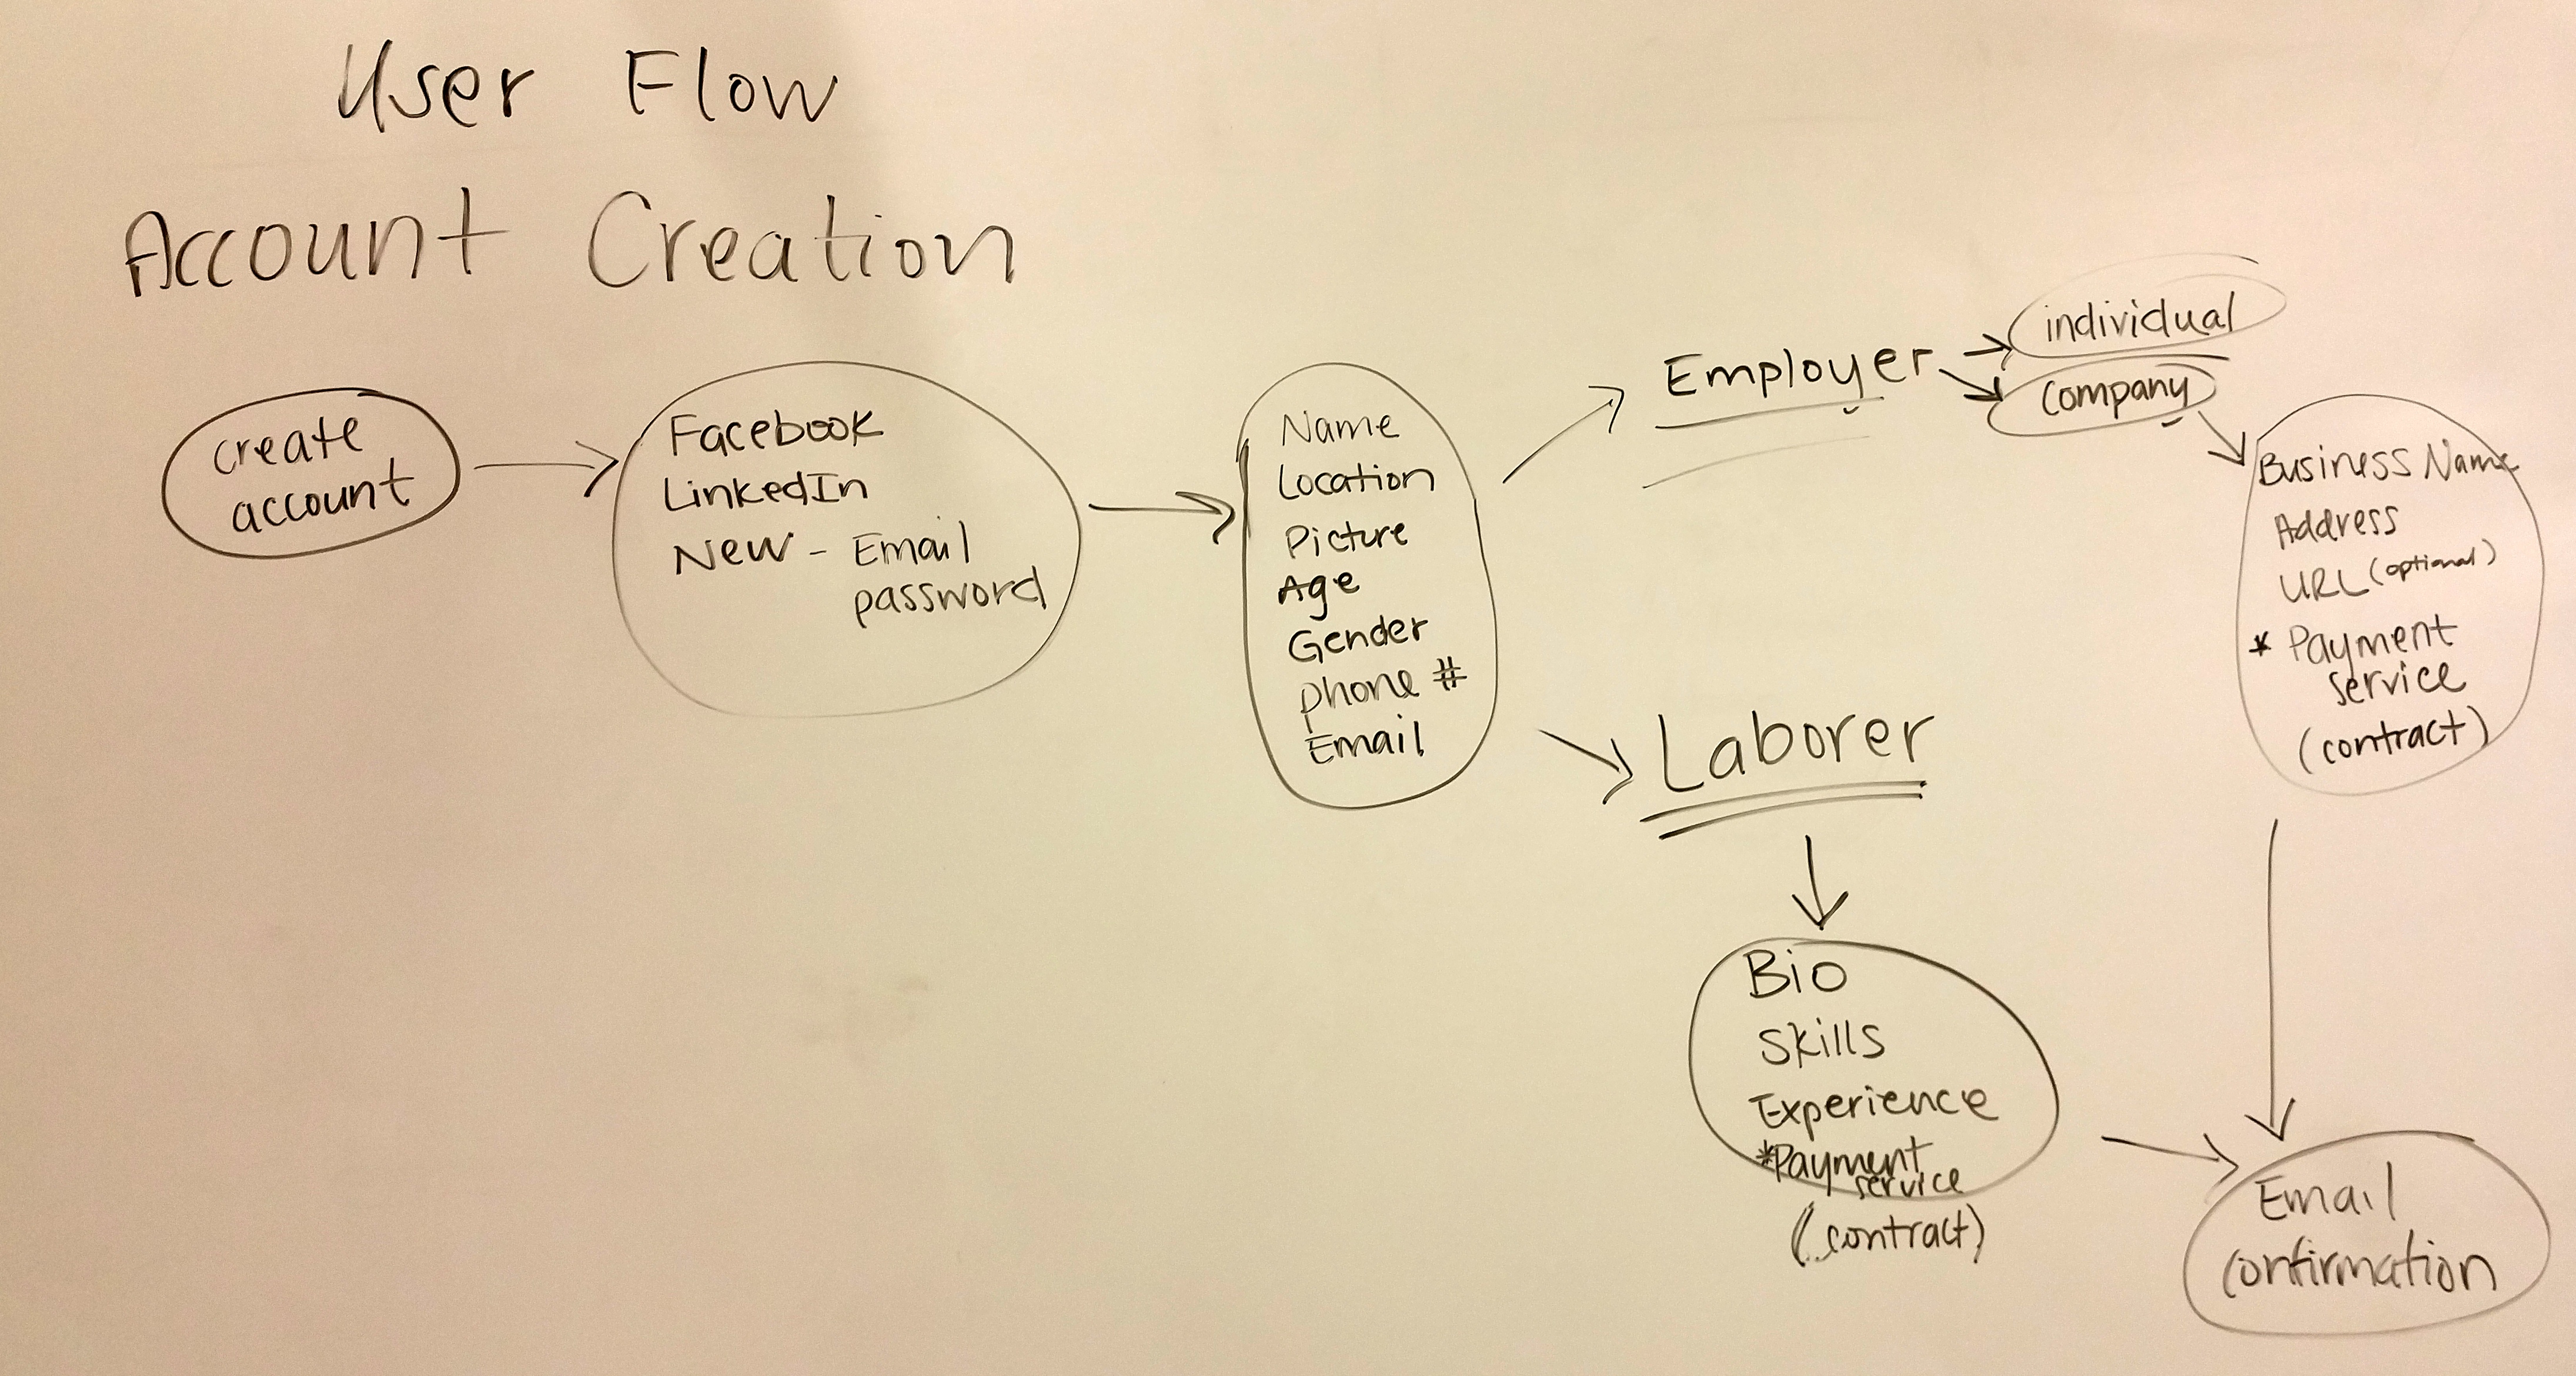 User Flow
Account Creation
create
account
Facebook
LinkedIn
New - Email
password
Name
Location
Picture
Age
Gender
phone #
Email
Employer
individual
Company
Business Name
Address
URL (optional)
* Payment
service
(contract)
Laborer
Bio
Skills
Experience
*Payment
service
(contract)
Email
Confirmation